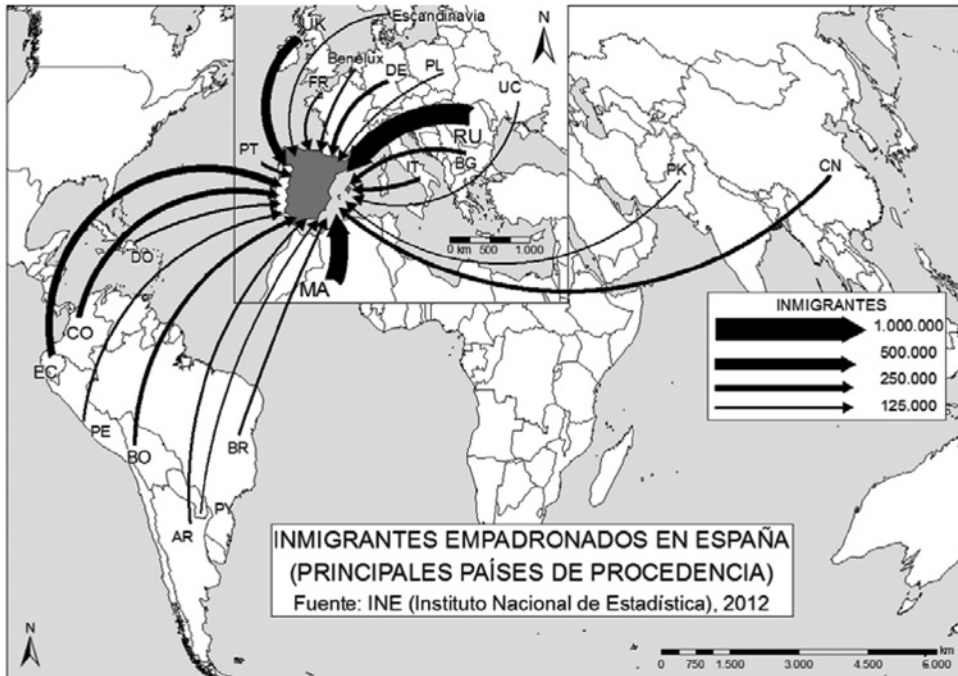 UK
Escandinavia
N
Benelux
FR
DE
PL
UC
PT
RU
IT
BG
PK
CN
0 km 500 1.000
DO
MA
CO
EC
PE
BO
BR
PY
AR
INMIGRANTES
1.000.000
500.000
250.000
125.000
INMIGRANTES EMPADRONADOS EN ESPAÑA
(PRINCIPALES PAÍSES DE PROCEDENCIA)
Fuente: INE (Instituto Nacional de Estadística), 2012
N
km
0 750 1.500 3.000 4.500 6.000